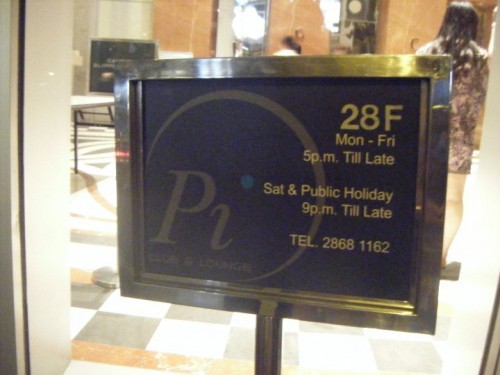 28F
Mon - Fri
5p.m. Till Late
Sat & Public Holiday
9p.m. Till Late
TEL. 2868 1162
Pi
CLUB & LOUNGE